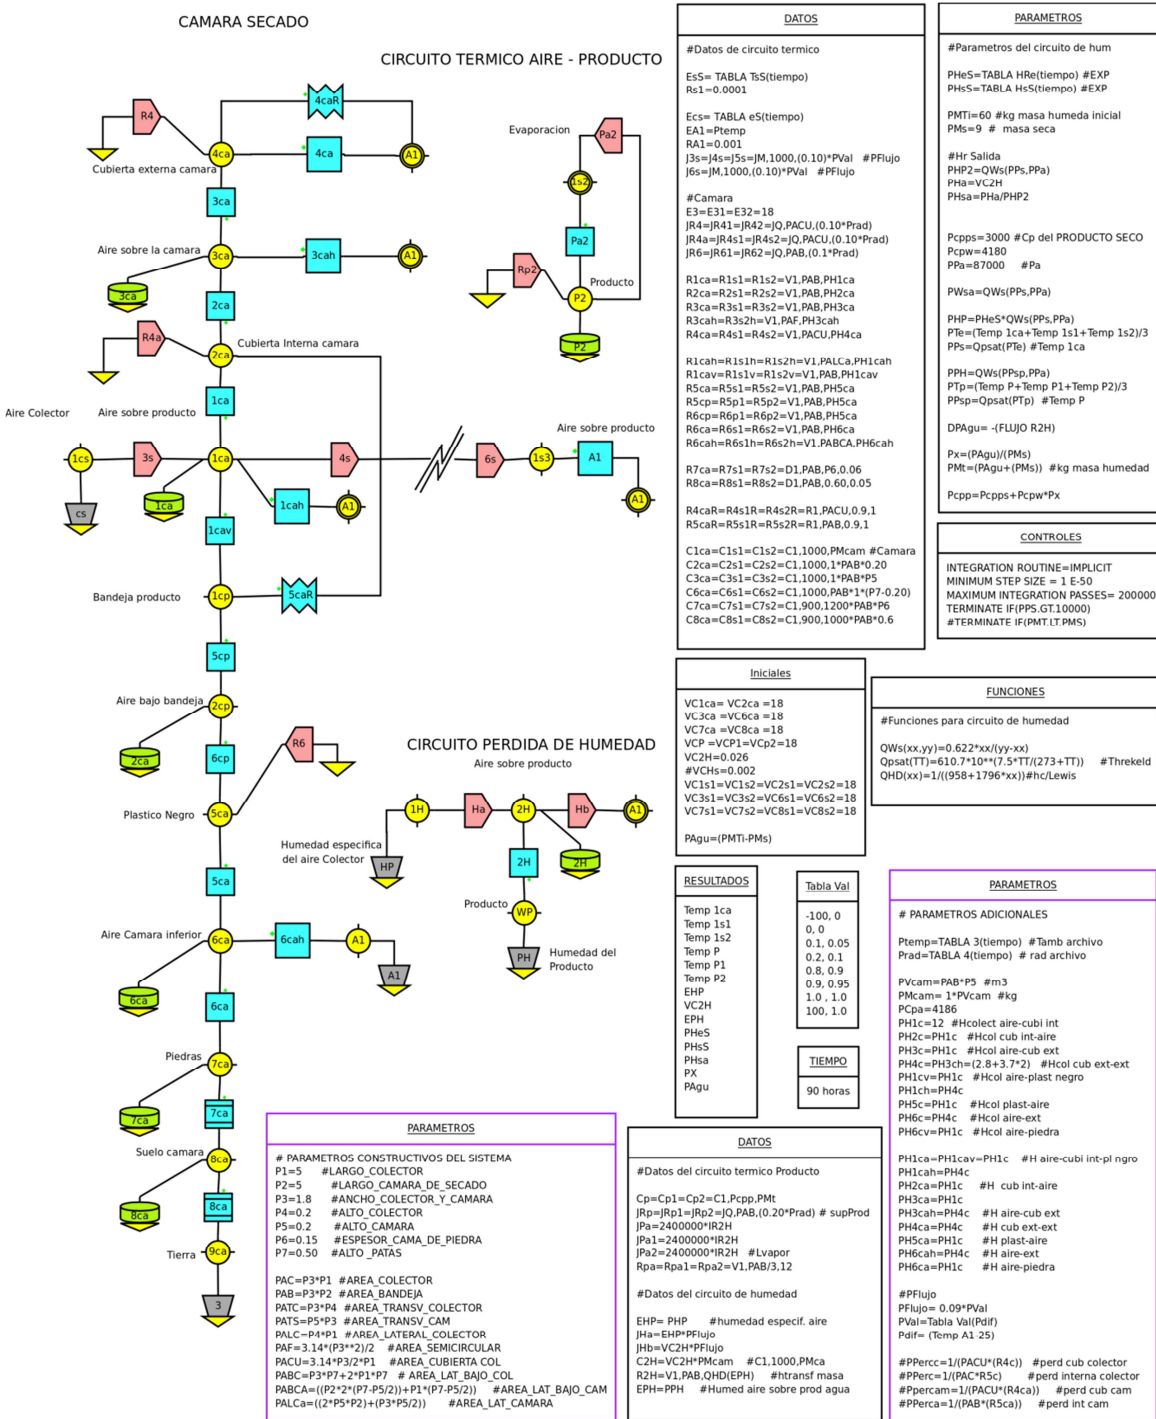 CAMARA SECADO
CIRCUITO TERMICO AIRE - PRODUCTO
4caR
R4
4ca
4ca
A1
Cubierta externa camara
3ca
Aire sobre la camara
3ca
3cah
A1
3ca
2ca
R4a
Cubierta Interna camara
2ca
1ca
Aire Colector
Aire sobre producto
1cs
3s
1ca
4s
6s
1s3
A1
Aire sobre producto
cs
1ca
1cah
A1
A1
1cav
Bandeja producto
1cp
5caR
5cp
Aire bajo bandeja
2cp
2ca
6cp
R6
Plastico Negro
5ca
5ca
Aire Camara inferior
6ca
6cah
A1
A1
6ca
6ca
Piedras
7ca
7ca
7ca
Suelo camara
8ca
8ca
8ca
Tierra
9ca
3
Evaporacion
Pa2
1s2
Pa2
Rp2
Producto
P2
P2
CIRCUITO PERDIDA DE HUMEDAD
Aire sobre producto
1H
Ha
2H
Hb
A1
Humedad especifica
del aire Colector
HP
2H
2H
Producto
WP
PH
Humedad del
Producto
DATOS
#Datos de circuito termico
EsS= TABLA TsS(tiempo)
Rs1=0.0001
Ecs= TABLA eS(tiempo)
EA1=Ptemp
RA1=0.001
J3s=J4s=J5s=JM,1000,(0.10)*PVal #PFlujo
J6s=JM,1000,(0.10)*PVal #PFlujo
#Camara
E3=E31=E32=18
JR4=JR41=JR42=JQ,PACU,(0.10*Prad)
JR4a=JR4s1=JR4s2=JQ,PACU,(0.10*Prad)
JR6=JR61=JR62=JQ,PAB,(0.1*Prad)
R1ca=R1s1=R1s2=V1,PAB,PH1ca
R2ca=R2s1=R2s2=V1,PAB,PH2ca
R3ca=R3s1=R3s2=V1,PAB,PH3ca
R3cah=R3s2h=V1,PAF,PH3cah
R4ca=R4s1=R4s2=V1,PACU,PH4ca
R1cah=R1s1h=R1s2h=V1,PALCa,PH1cah
R1cav=R1s1v=R1s2v=V1,PAB,PH1cav
R5ca=R5s1=R5s2=V1,PAB,PH5ca
R5cp=R5p1=R5p2=V1,PAB,PH5ca
R6cp=R6p1=R6p2=V1,PAB,PH5ca
R6ca=R6s1=R6s2=V1,PAB,PH6ca
R6cah=R6s1h=R6s2h=V1,PABCA,PH6cah
R7ca=R7s1=R7s2=D1,PAB,P6,0.06
R8ca=R8s1=R8s2=D1,PAB,0.60,0.05
R4caR=R4s1R=R4s2R=R1,PACU,0.9,1
R5caR=R5s1R=R5s2R=R1,PAB,0.9,1
C1ca=C1s1=C1s2=C1,1000,PMcam #Camara
C2ca=C2s1=C2s2=C1,1000,1*PAB*0.20
C3ca=C3s1=C3s2=C1,1000,1*PAB*P5
C6ca=C6s1=C6s2=C1,1000,PAB*1*(P7-0.20)
C7ca=C7s1=C7s2=C1,900,1200*PAB*P6
C8ca=C8s1=C8s2=C1,900,1000*PAB*0.6
PARAMETROS
#Parametros del circuito de hum
PHeS=TABLA HRe(tiempo) #EXP
PHsS=TABLA HsS(tiempo) #EXP
PMTi=60 #kg masa humeda inicial
PMs=9 # masa seca
#Hr Salida
PHP2=QWs(PPs,PPa)
PHa=VC2H
PHsa=PHa/PHP2
Pcpps=3000 #Cp del PRODUCTO SECO
Pcpw=4180
PPa=87000 #Pa
PWsa=QWs(PPs,PPa)
PHP=PHeS*QWs(PPs,PPa)
PTe=(Temp 1ca+Temp 1s1+Temp 1s2)/3
PPs=Qpsat(PTe) #Temp 1ca
PPH=QWs(PPsp,PPa)
PTp=(Temp P+Temp P1+Temp P2)/3
PPsp=Qpsat(PTp) #Temp P
DPAgu= -(FLUJO R2H)
Px=(PAgu)/(PMs)
PMt=(PAgu+(PMs)) #kg masa humedad
Pcpp=Pcpps+Pcpw*Px
CONTROLES
INTEGRATION ROUTINE=IMPLICIT
MINIMUM STEP SIZE = 1 E-50
MAXIMUM INTEGRATION PASSES= 200000
TERMINATE IF(PPS.GT.10000)
#TERMINATE IF(PMT.LT.PMS)
Iniciales
VC1ca= VC2ca =18
VC3ca =VC6ca =18
VC7ca =VC8ca =18
VCP =VCP1=VCp2=18
VC2H=0.026
#VCHs=0.002
VC1s1=VC1s2=VC2s1=VC2s2=18
VC3s1=VC3s2=VC6s1=VC6s2=18
VC7s1=VC7s2=VC8s1=VC8s2=18
PAgu=(PMTi-PMs)
FUNCIONES
#Funciones para circuito de humedad
QWs(xx,yy)=0.622*xx/(yy-xx)
Qpsat(TT)=610.7*10**(7.5*TT/(273+TT)) #Threkeld
QHD(xx)=1/((958+1796*xx))#hc/Lewis
RESULTADOS
Temp 1ca
Temp 1s1
Temp 1s2
Temp P
Temp P1
Temp P2
EHP
VC2H
EPH
PHeS
PHsS
PHsa
PX
PAgu
Tabla Val
-100, 0
0, 0
0.1, 0.05
0.2, 0.1
0.8, 0.9
0.9, 0.95
1.0 , 1.0
100, 1.0
TIEMPO
90 horas
PARAMETROS
# PARAMETROS ADICIONALES
Ptemp=TABLA 3(tiempo) #Tamb archivo
Prad=TABLA 4(tiempo) # rad archivo
PVcam=PAB*P5 #m3
PMcam= 1*PVcam #kg
PCpa=4186
PH1c=12 #Hcolect aire-cubi int
PH2c=PH1c #Hcol cub int-aire
PH3c=PH1c #Hcol aire-cub ext
PH4c=PH3ch=(2.8+3.7*2) #Hcol cub ext-ext
PH1cv=PH1c #Hcol aire-plast negro
PH1ch=PH4c
PH5c=PH1c #Hcol plast-aire
PH6c=PH4c #Hcol aire-ext
PH6cv=PH1c #Hcol aire-piedra
PH1ca=PH1cav=PH1c #H aire-cubi int-pl ngro
PH1cah=PH4c
PH2ca=PH1c #H cub int-aire
PH3ca=PH1c
PH3cah=PH4c #H aire-cub ext
PH4ca=PH4c #H cub ext-ext
PH5ca=PH1c #H plast-aire
PH6cah=PH4c #H aire-ext
PH6ca=PH1c #H aire-piedra
#PFlujo
PFlujo= 0.09*PVal
PVal=Tabla Val(Pdif)
Pdif= (Temp A1-25)
#PPercc=1/(PACU*(R4c)) #perd cub colector
#PPerc=1/(PAC*R5c) #perd interna colector
#Ppercam=1/(PACU*(R4ca)) #perd cub cam
#PPerca=1/(PAB*(R5ca)) #perd int cam
PARAMETROS
# PARAMETROS CONSTRUCTIVOS DEL SISTEMA
P1=5 #LARGO_COLECTOR
P2=5 #LARGO_CAMARA_DE_SECADO
P3=1.8 #ANCHO_COLECTOR Y_CAMARA
P4=0.2 #ALTO_COLECTOR
P5=0.2 #ALTO_CAMARA
P6=0.15 #ESPESOR_CAMA_DE_PIEDRA
P7=0.50 #ALTO _PATAS
PAC=P3*P1 #AREA_COLECTOR
PAB=P3*P2 #AREA_BANDEJA
PATC=P3*P4 #AREA_TRANSV_COLECTOR
PATS=P5*P3 #AREA_TRANSV_CAM
PALC=P4*P1 #AREA_LATERAL_COLECTOR
PAF=3.14*(P3**2)/2 #AREA_SEMICIRCULAR
PACU=3.14*P3/2*P1 #AREA_CUBIERTA COL
PABC=P3*P7+2*P1*P7 # AREA_LAT_BAJO_COL
PABCA=((P2*2*(P7-P5/2))+P1*(P7-P5/2)) #AREA_LAT_BAJO_CAM
PALCa=((2*P5*P2)+(P3*P5/2)) #AREA_LAT_CAMARA
DATOS
#Datos del circuito termico Producto
Cp=Cp1=Cp2=C1,Pcpp,PMt
JRp=JRp1=JRp2=JQ,PAB,(0.20*Prad) # supProd
JPa=2400000*IR2H
JPa1=2400000*IR2H
JPa2=2400000*IR2H #Lvapor
Rpa=Rpa1=Rpa2=V1,PAB/3,12
#Datos del circuito de humedad
EHP= PHP #humedad especif. aire
JHa=EHP*PFlujo
JHb=VC2H*PFlujo
C2H=VC2H*PMcam #C1,1000,PMca
R2H=V1,PAB,QHD(EPH) #htransf masa
EPH=PPH #Humed aire sobre prod agua